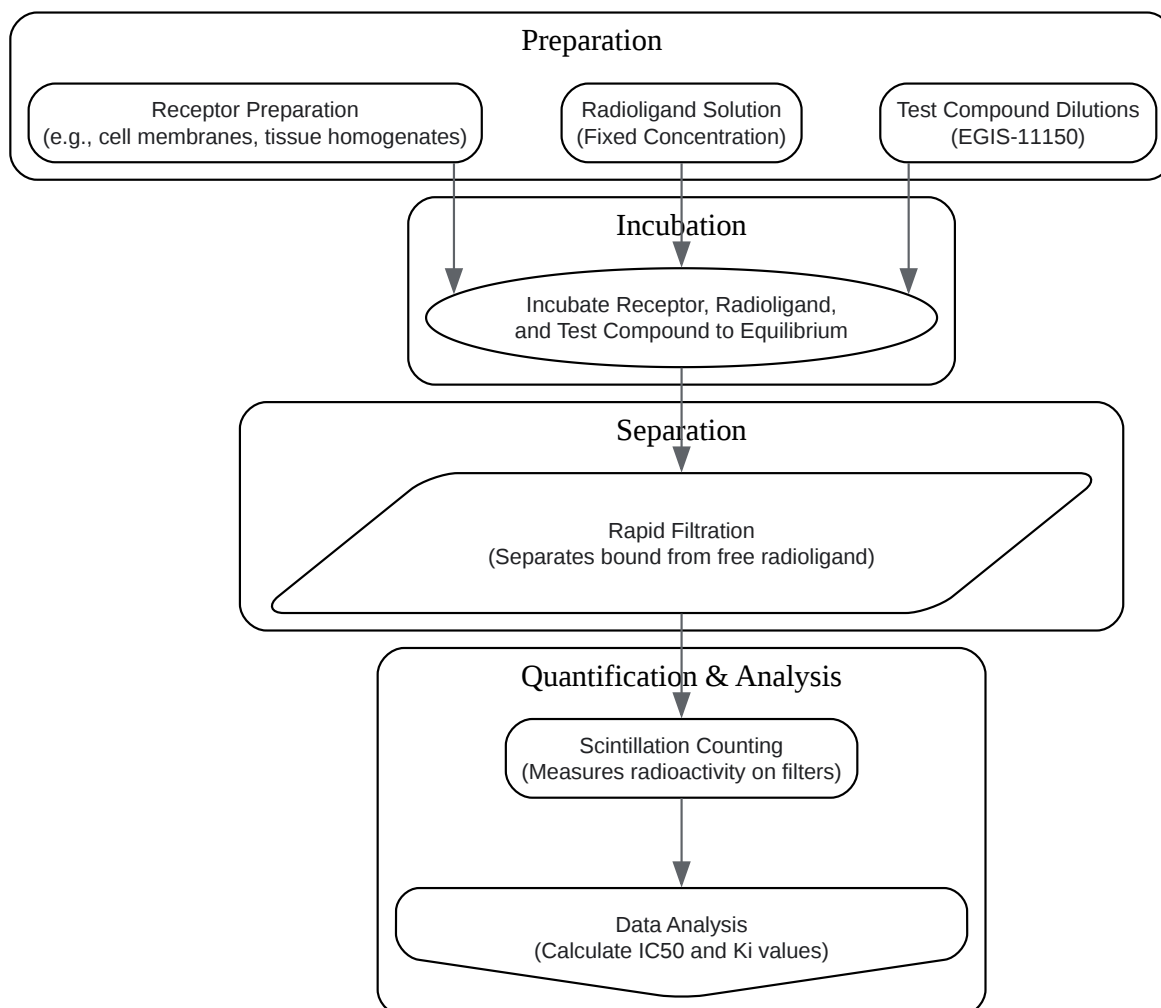 Preparation
Receptor Preparation
(e.g., cell membranes, tissue homogenates)
Radioligand Solution
(Fixed Concentration)
Test Compound Dilutions
(EGIS-11150)
Incubation
Incubate Receptor, Radioligand,
and Test Compound to Equilibrium
Separation
Rapid Filtration
(Separates bound from free radioligand)
Quantification & Analysis
Scintillation Counting
(Measures radioactivity on filters)
Data Analysis
(Calculate IC50 and Ki values)